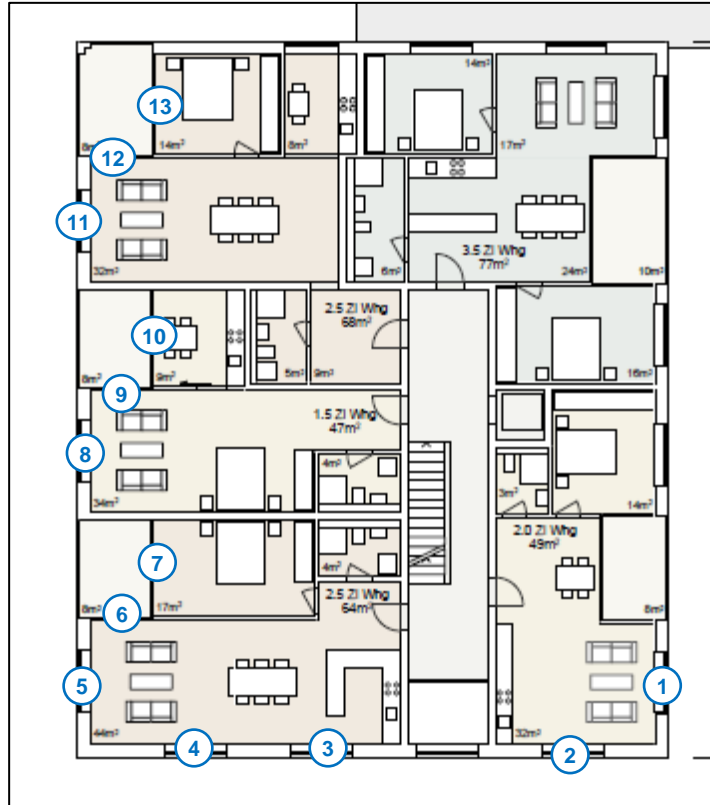 14m²
13
8m²
14m²
8m²
17m²
12
11
32m²
6m²
3.5 ZI Whg
77m²
24m²
10m²
2.5 ZI Whg
68m²
10
8m²
9m²
5m²
9m²
16m²
9
1.5 ZI Whg
47m²
8
4m²
34m²
3m²
14m²
2.0 ZI Whg
49m²
7
4m²
8m²
17m²
2.5 ZI Whg
64m²
8m²
6
5
1
44m²
4
3
32m²
2